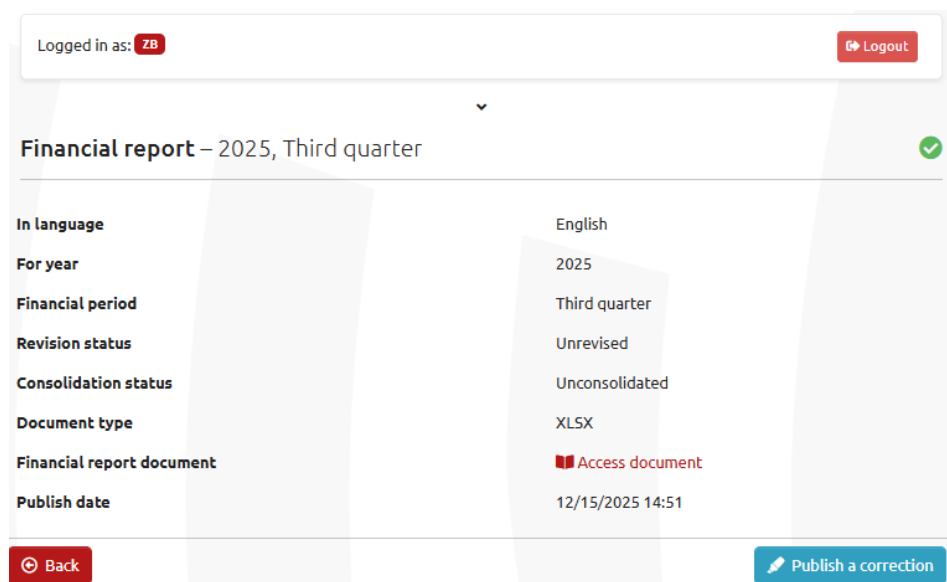 Logged in as: ZB
Logout
Financial report – 2025, Third quarter
In language English
For year 2025
Financial period Third quarter
Revision status Unrevised
Consolidation status Unconsolidated
Document type XLSX
Financial report document Access document
Publish date 12/15/2025 14:51
Back
Publish a correction